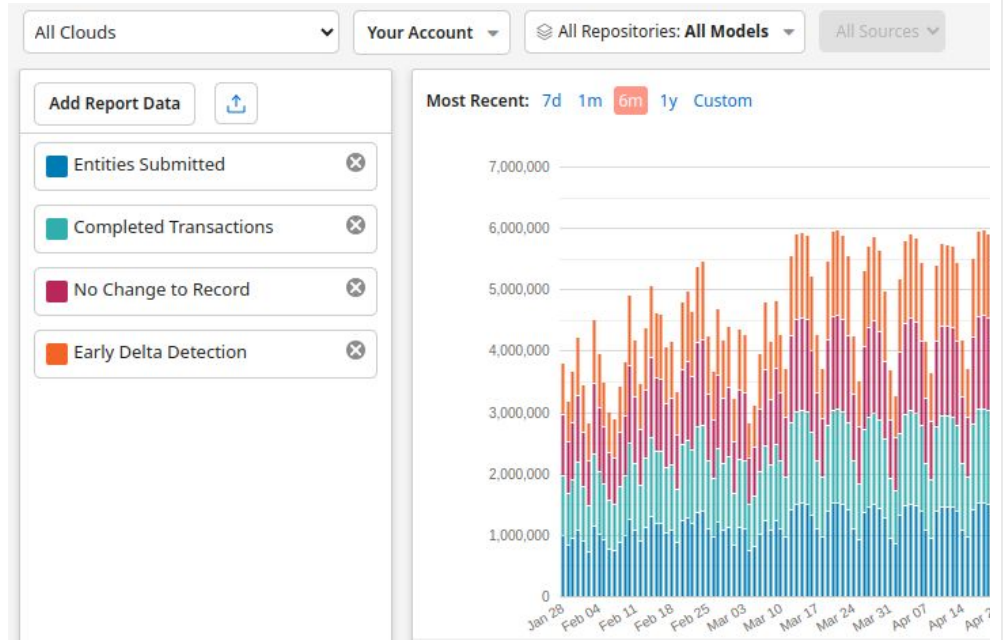 All Clouds
Your Account
All Repositories: All Models
All Sources
Add Report Data
Entities Submitted
Completed Transactions
No Change to Record
Early Delta Detection
Most Recent: 7d 1m 6m 1y Custom
7,000,000
6,000,000
5,000,000
4,000,000
3,000,000
2,000,000
1,000,000
0
Jan 28
Feb 04
Feb 11
Feb 18
Feb 25
Mar 03
Mar 10
Mar 17
Mar 24
Mar 31
Apr 07
Apr 14
Apr 2